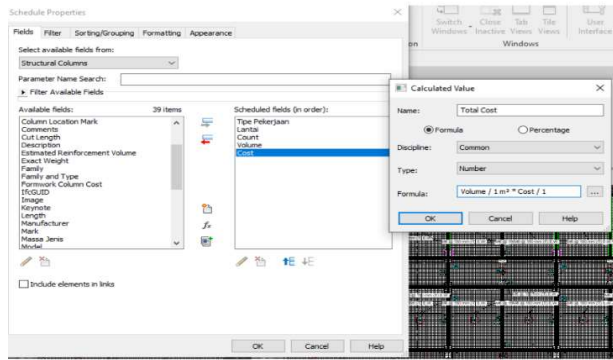 Schedule Properties
Fields Filter Sorting/Grouping Formatting Appearance
Select available fields from:
Structural Columns
Parameter Name Search:
Filter Available Fields
Available fields: 39 items
Column Location Mark
Comments
Cut Length
Description
Estimated Reinforcement Volume
Exact Weight
Family
Family and Type
Formwork Column Cost
IfcGUID
Image
Keynote
Length
Manufacturer
Mark
Massa Jenis
Model
Scheduled fields (in order):
Tipe Pekerjaan
Lantai
Count
Volume
Cost
Include elements in links
OK Cancel Help
Switch Windows
Close Inactive
Tab Views
Tile Views
User Interface
Windows
Calculated Value
Name: Total Cost
Formula Percentage
Discipline: Common
Type: Number
Formula: Volume / 1 m³ * Cost / 1
OK Cancel Help